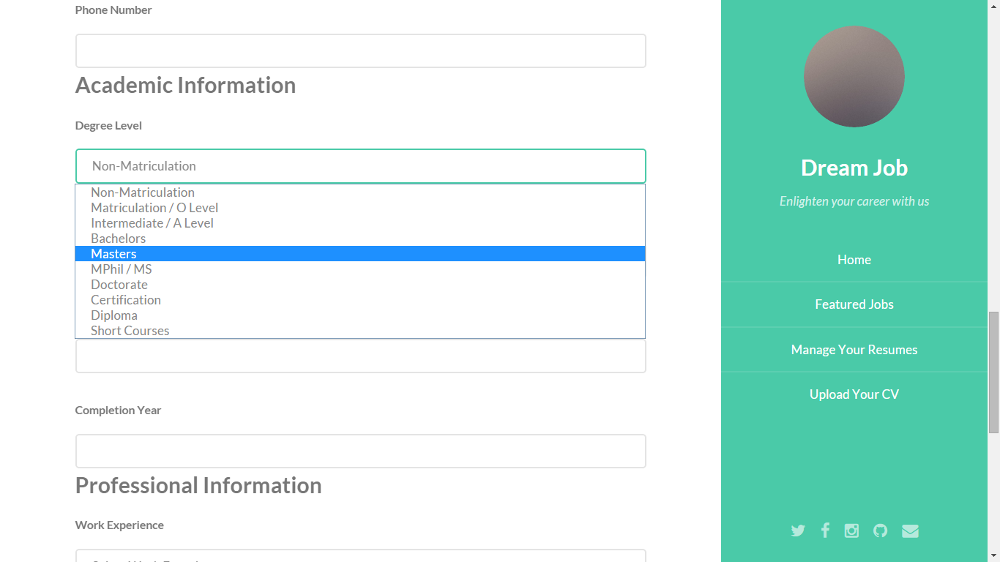 Phone Number
Academic Information
Degree Level
Non-Matriculation
Non-Matriculation
Matriculation / O Level
Intermediate / A Level
Bachelors
Masters
MPhil / MS
Doctorate
Certification
Diploma
Short Courses
Completion Year
Professional Information
Work Experience
Dream Job
Enlighten your career with us
Home
Featured Jobs
Manage Your Resumes
Upload Your CV